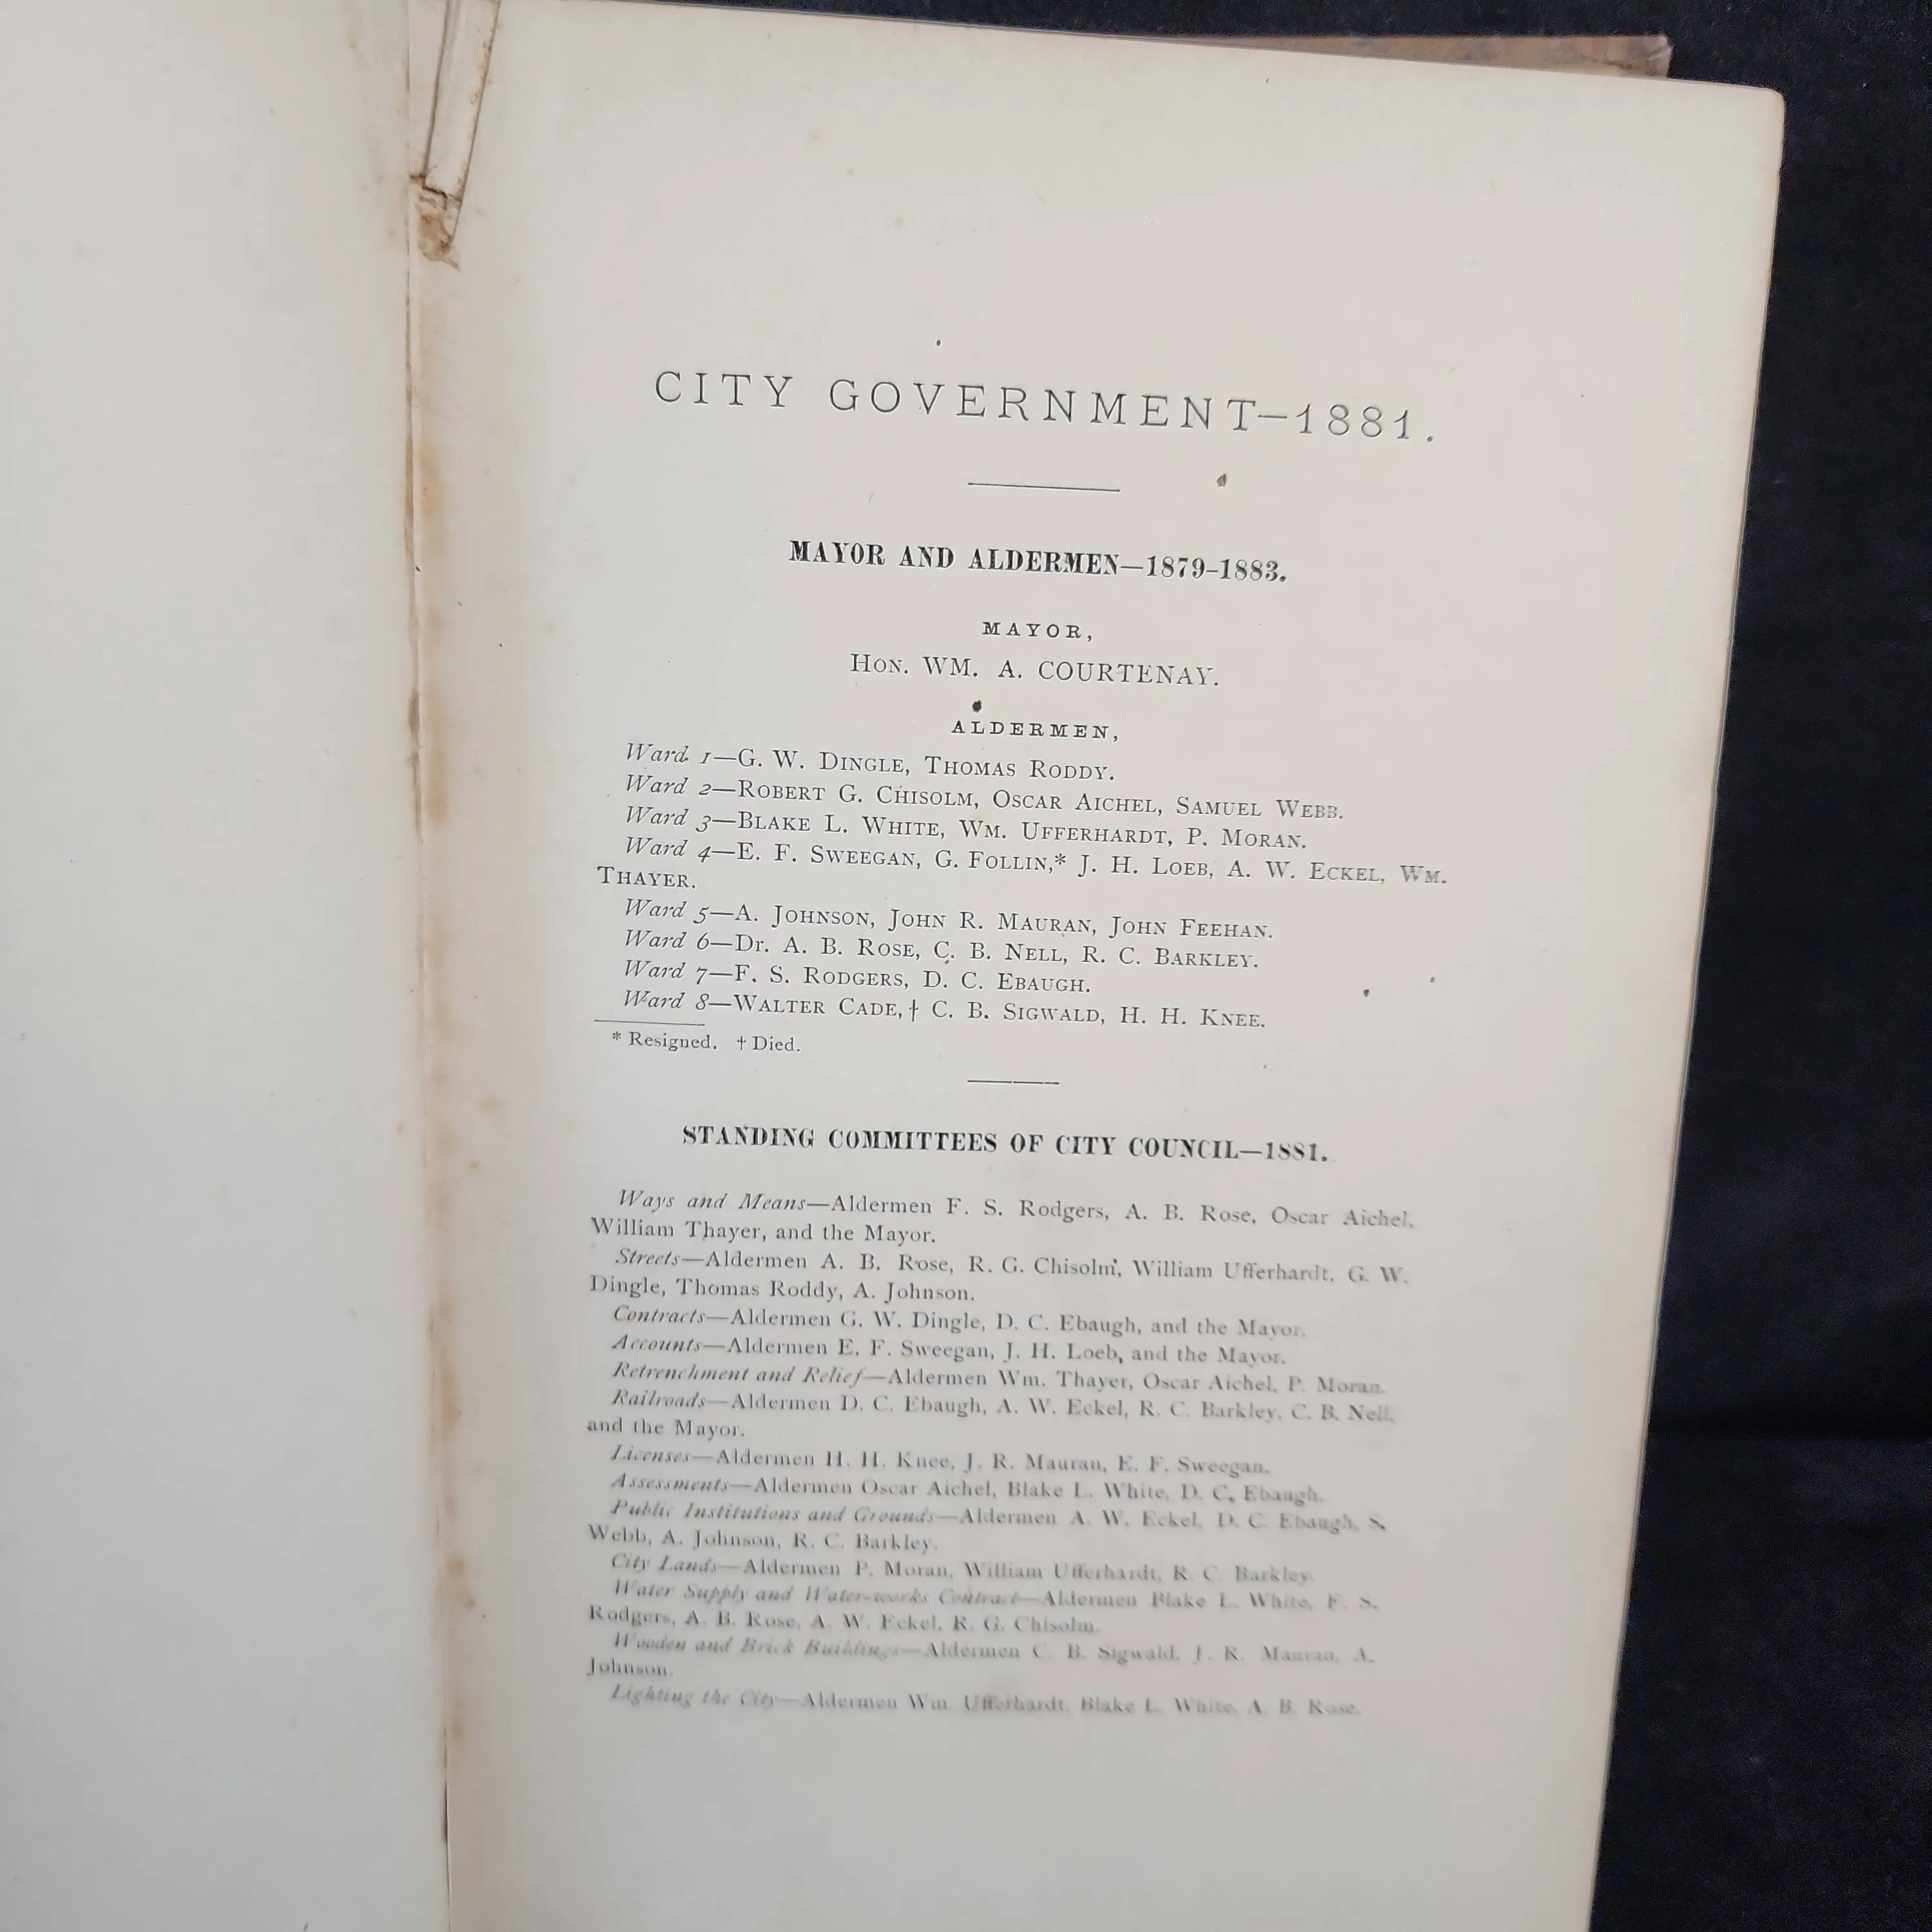 CITY GOVERNMENT—1881.
MAYOR AND ALDERMEN—1879-1883.
MAYOR,
HON. WM. A. COURTENAY.
ALDERMEN,
Ward 1—G. W. DINGLE, THOMAS RODDY.
Ward 2—ROBERT G. CHISOLM, OSCAR AICHEL, SAMUEL WEBB.
Ward 3—BLAKE L. WHITE, WM. UFFERHARDT, P. MORAN.
Ward 4—E. F. SWEEGAN, G. FOLLIN,* J. H. LOEB, A. W. ECKEL, WM.
THAYER.
Ward 5—A. JOHNSON, JOHN R. MAURAN, JOHN FEEHAN.
Ward 6—Dr. A. B. ROSE, C. B. NELL, R. C. BARKLEY.
Ward 7—F. S. RODGERS, D. C. EBAUGH.
Ward 8—WALTER CADE,† C. B. SIGWALD, H. H. KNEE.
* Resigned. † Died.
STANDING COMMITTEES OF CITY COUNCIL—1881.
Ways and Means—Aldermen F. S. Rodgers, A. B. Rose, Oscar Aichel,
William Thayer, and the Mayor.
Streets—Aldermen A. B. Rose, R. G. Chisolm, William Ufferhardt, G. W.
Dingle, Thomas Roddy, A. Johnson.
Contracts—Aldermen G. W. Dingle, D. C. Ebaugh, and the Mayor.
Accounts—Aldermen E. F. Sweegan, J. H. Loeb, and the Mayor.
Retrenchment and Relief—Aldermen Wm. Thayer, Oscar Aichel, P. Moran.
Railroads—Aldermen D. C. Ebaugh, A. W. Eckel, R. C. Barkley, C. B. Nell,
and the Mayor.
Licenses—Aldermen H. H. Knee, J. R. Mauran, E. F. Sweegan.
Assessments—Aldermen Oscar Aichel, Blake L. White, D. C. Ebaugh.
Public Institutions and Grounds—Aldermen A. W. Eckel, D. C. Ebaugh, S.
Webb, A. Johnson, R. C. Barkley.
City Lands—Aldermen P. Moran, William Ufferhardt, R. C. Barkley.
Water Supply and Water-works Contract—Aldermen Blake L. White, F. S.
Rodgers, A. B. Rose, A. W. Eckel, R. G. Chisolm.
Wooden and Brick Buildings—Aldermen C. B. Sigwald, J. R. Mauran, A.
Johnson.
Lighting the City—Aldermen Wm. Ufferhardt, Blake L. White, A. B. Rose.